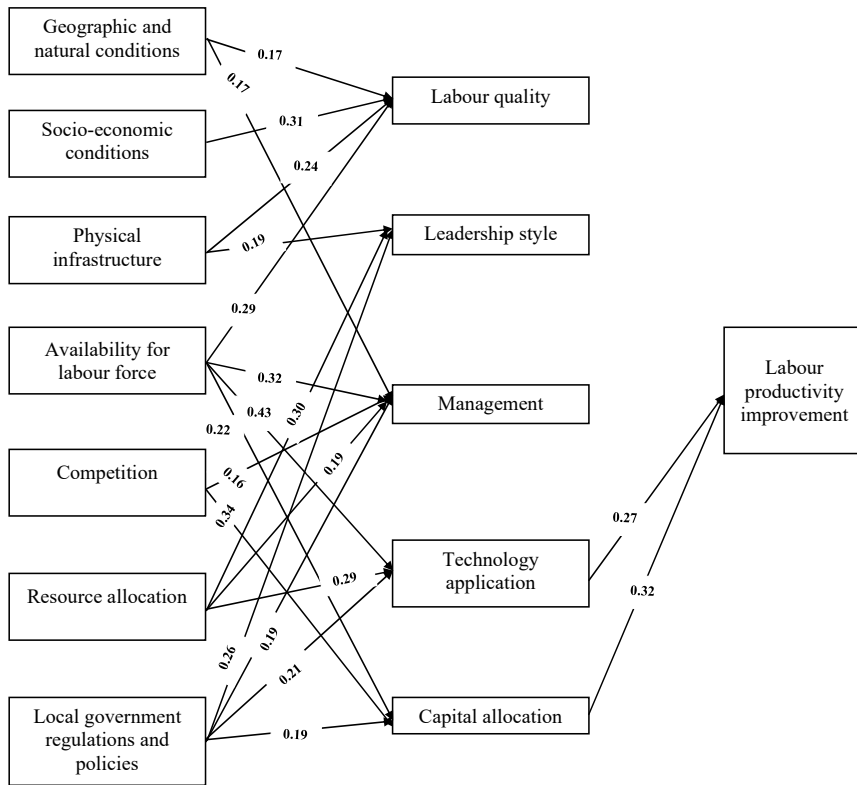 Geographic and
natural conditions
Socio-economic
conditions
Physical
infrastructure
Availability for
labour force
Competition
Resource allocation
Local government
regulations and
policies
0.17
0.17
0.31
0.24
0.19
0.29
0.32
0.43
0.22
0.16
0.34
0.30
0.19
0.29
0.26
0.19
0.21
0.19
Labour quality
Leadership style
Management
Technology
application
Capital allocation
0.27
0.32
Labour
productivity
improvement